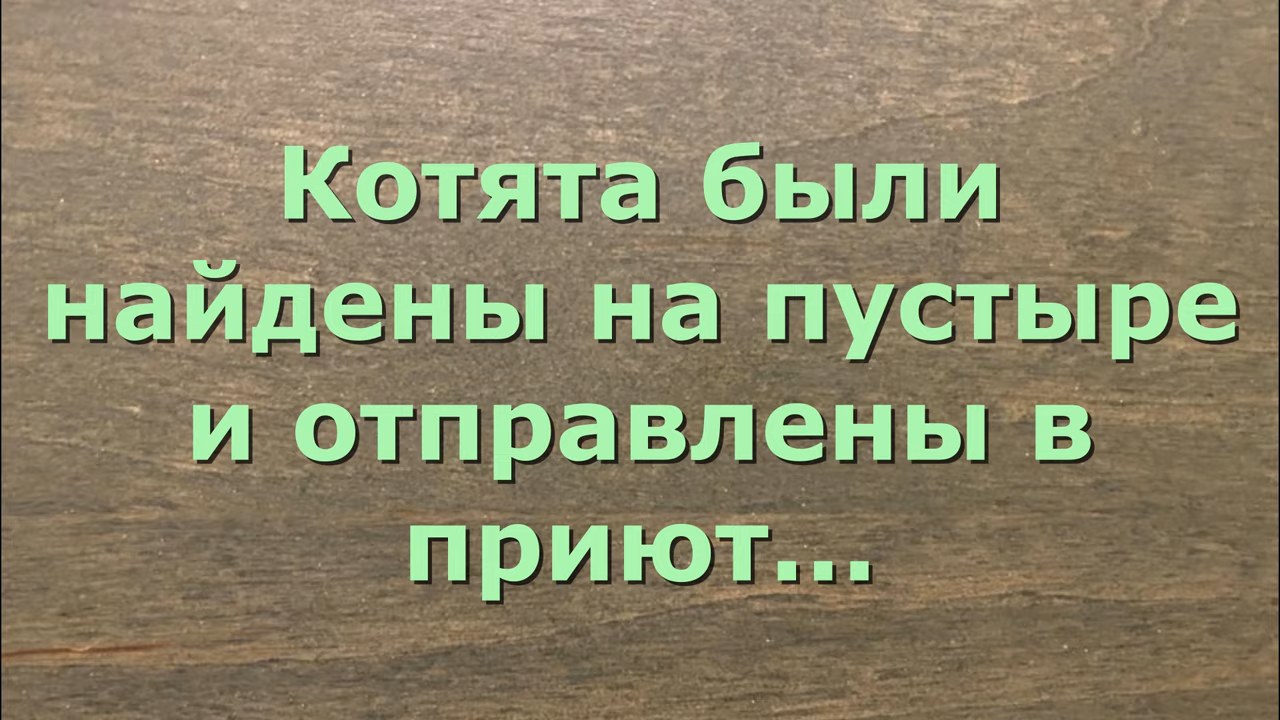 Котята были
найдены на пустыре
и отправлены в
приют...